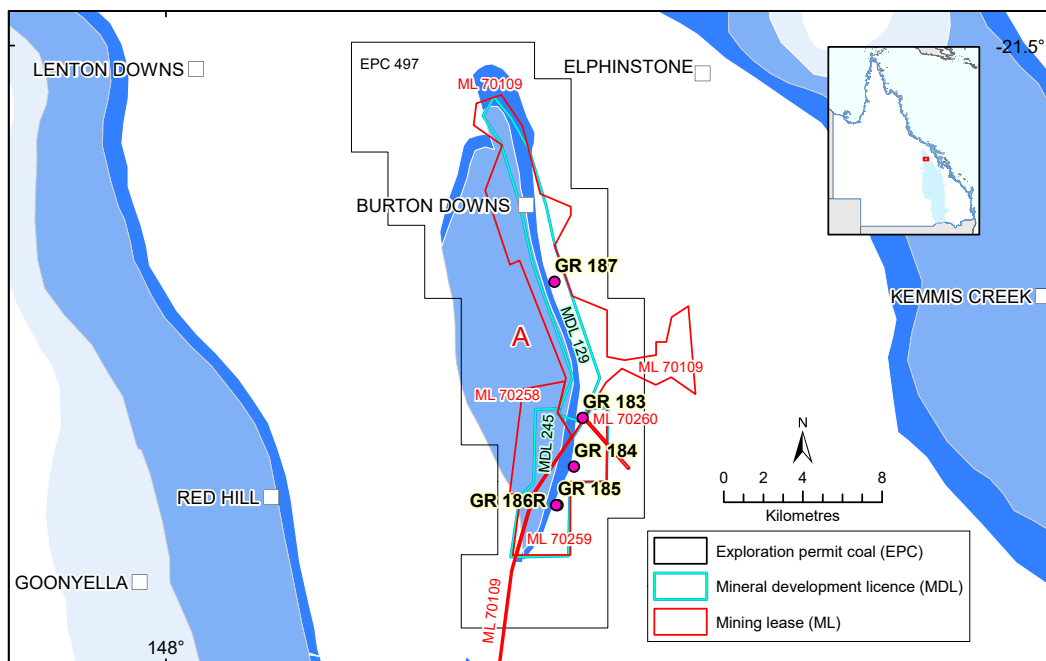 -21.5°
EPC 497
LENTON DOWNS
ELPHINSTONE
ML 70109
BURTON DOWNS
GR 187
KEMMIS CREEK
MDL 129
A
ML 70109
ML 70258
GR 183
ML 70260
MDL 245
GR 184
N
RED HILL
GR 186R
GR 185
0 4 8
Kilometres
ML 70259
Exploration permit coal (EPC)
GOONYELLA
Mineral development licence (MDL)
ML 70109
Mining lease (ML)
148°